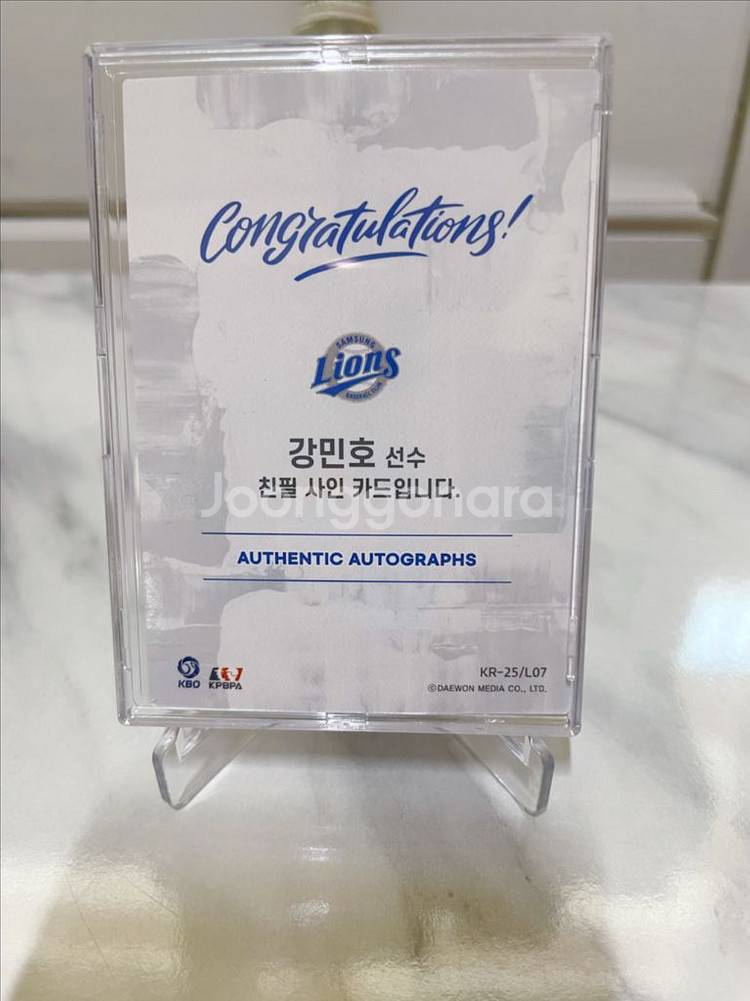 Congratulations!
SAMSUNG
Lions
BASEBALL CLUB
강민호 선수
친필 사인 카드입니다.
Joonggonara
AUTHENTIC AUTOGRAPHS
KBO
KPBPA
KR-25/L07
©DAEWON MEDIA CO., LTD.